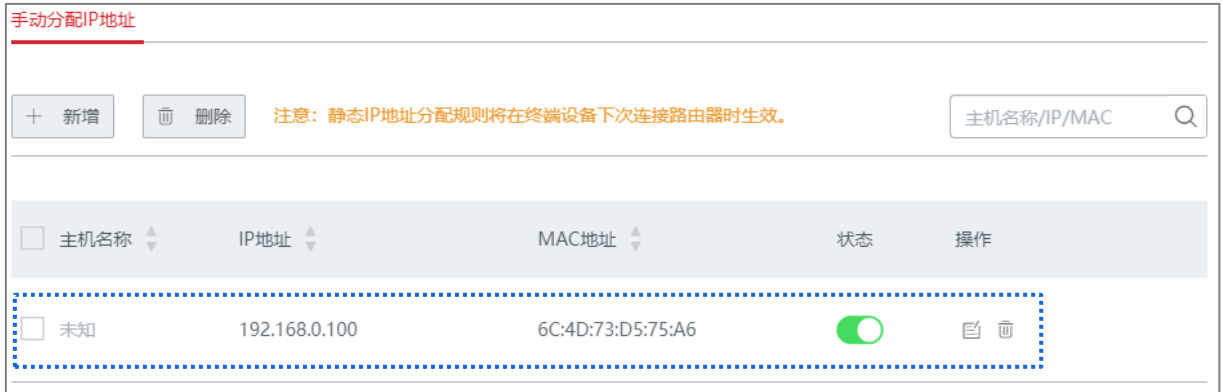 手动分配IP地址
新增 删除 注意：静态IP地址分配规则将在终端设备下次连接路由器时生效。 主机名称/IP/MAC
主机名称 IP地址 MAC地址 状态 操作
未知 192.168.0.100 6C:4D:73:D5:75:A6